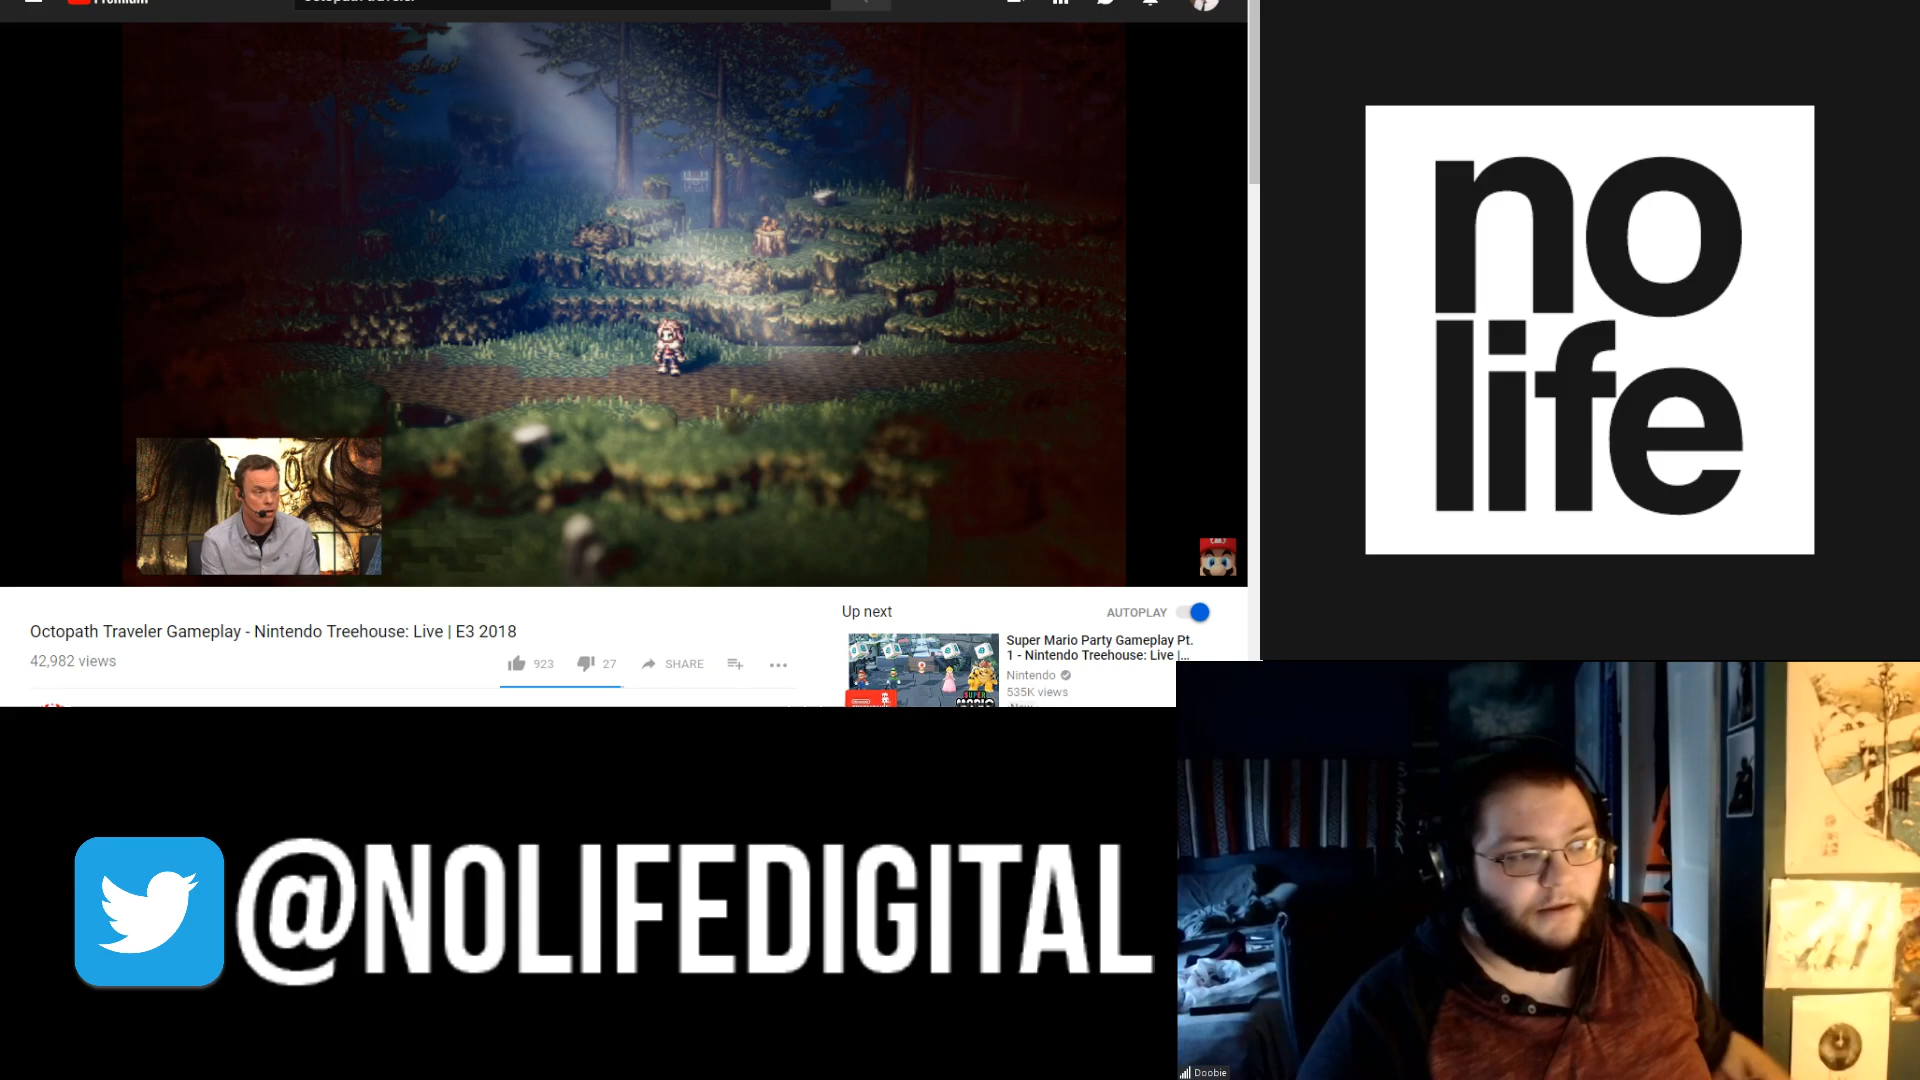 Premium
Octopath Traveler Gameplay - Nintendo Treehouse: Live | E3 2018
42,982 views
923
27
SHARE
Up next
AUTOPLAY
Super Mario Party Gameplay Pt.
1 - Nintendo Treehouse: Live |...
Nintendo
535K views
no
life
@NOLIFEDIGITAL
Doobie